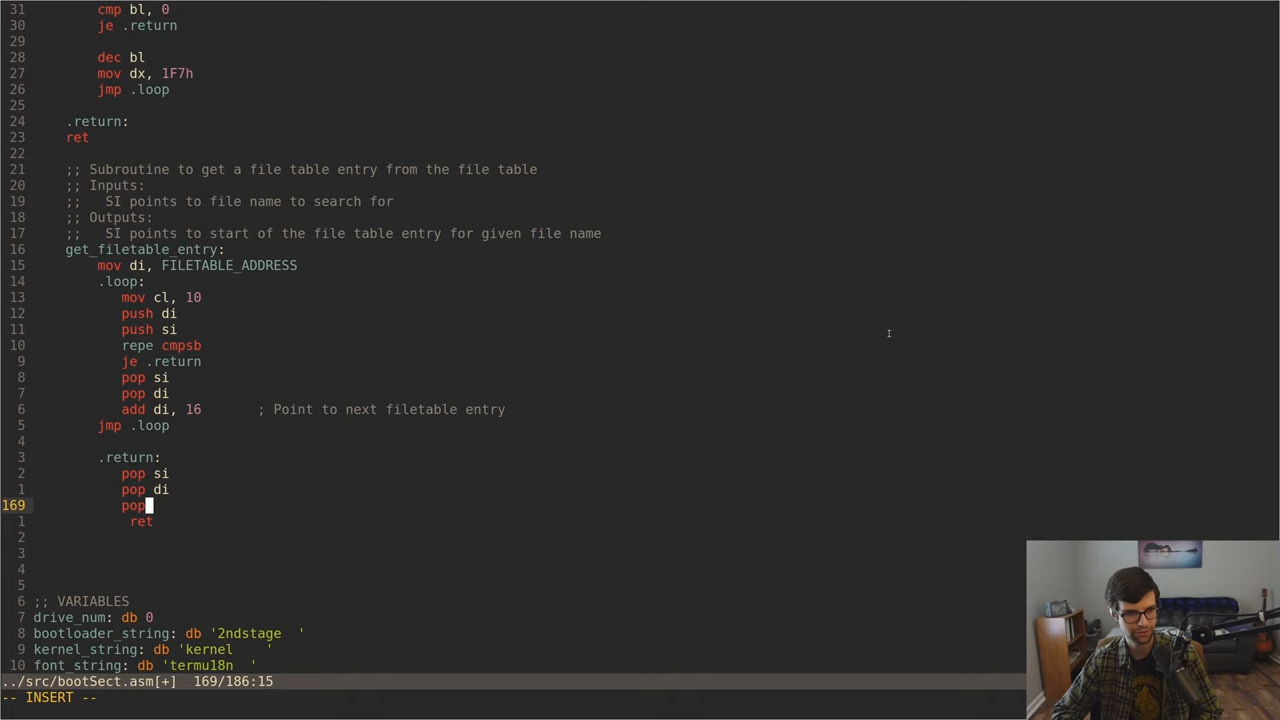 31 cmp bl, 0
30 je .return
29
28 dec bl
27 mov dx, 1F7h
26 jmp .loop
25
24 .return:
23 ret
22
21 ;; Subroutine to get a file table entry from the file table
20 ;; Inputs:
19 ;;   SI points to file name to search for
18 ;; Outputs:
17 ;;   SI points to start of the file table entry for given file name
16 get_filetable_entry:
15 mov di, FILETABLE_ADDRESS
14 .loop:
13 mov cl, 10
12 push di
11 push si
10 repe cmpsb
9 je .return
8 pop si
7 pop di
6 add di, 16       ; Point to next filetable entry
5 jmp .loop
4
3 .return:
2 pop si
1 pop di
169 pop
1 ret
2
3
4
5
6 ;; VARIABLES
7 drive_num: db 0
8 bootloader_string: db '2ndstage  '
9 kernel_string: db 'kernel    '
10 font_string: db 'termu18n  '
../src/bootSect.asm[+]  169/186:15
-- INSERT --